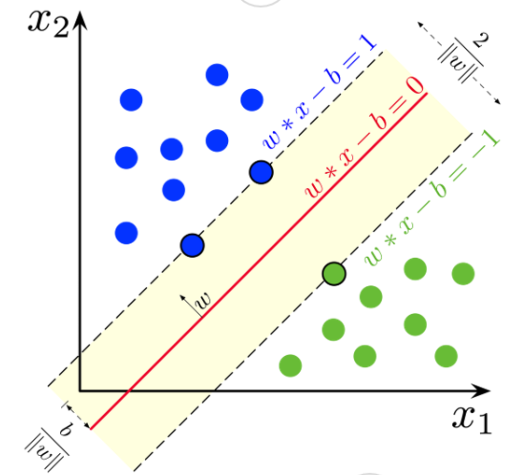 x₂
w * x − b = 1
2
‖w‖
w * x − b = 0
w * x − b = −1
w
b
‖w‖
x₁